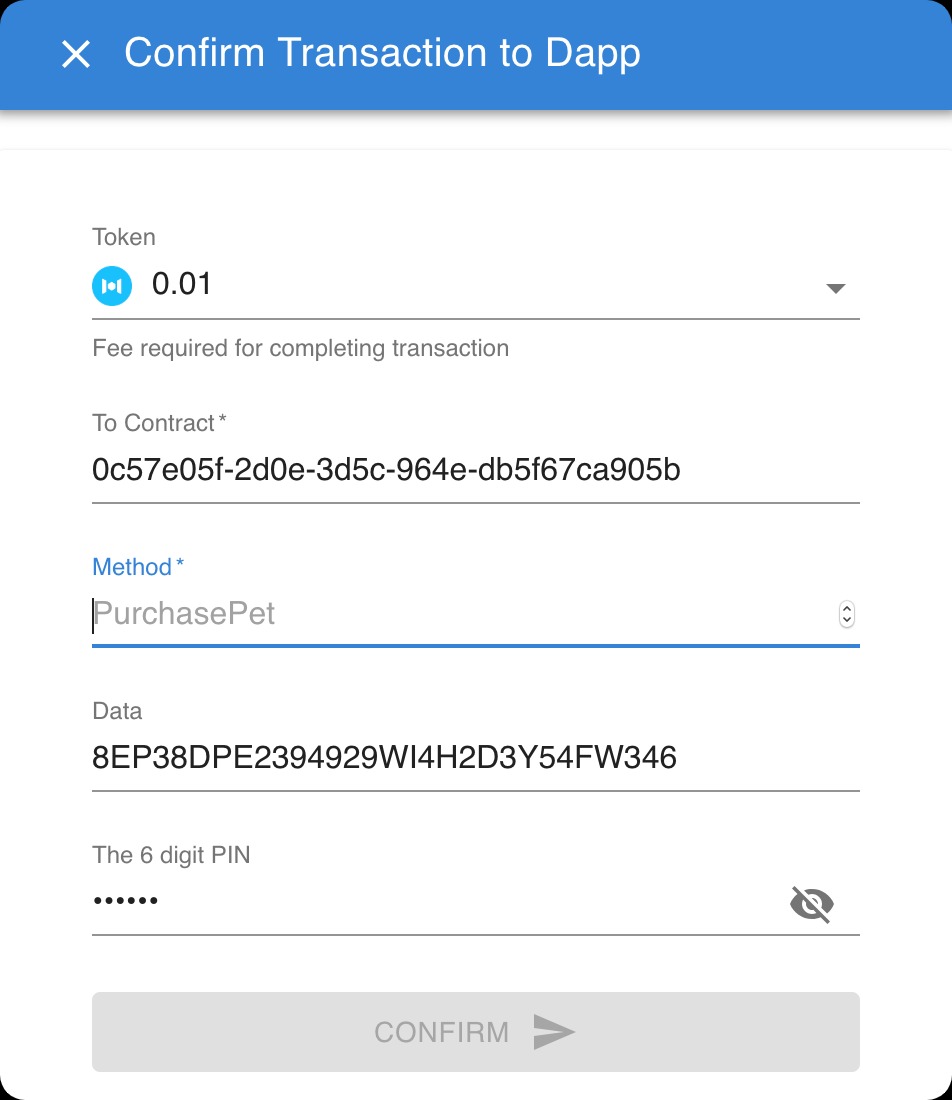 Confirm Transaction to Dapp
Token
0.01
Fee required for completing transaction
To Contract *
0c57e05f-2d0e-3d5c-964e-db5f67ca905b
Method *
PurchasePet
Data
8EP38DPE2394929WI4H2D3Y54FW346
The 6 digit PIN
••••••
CONFIRM